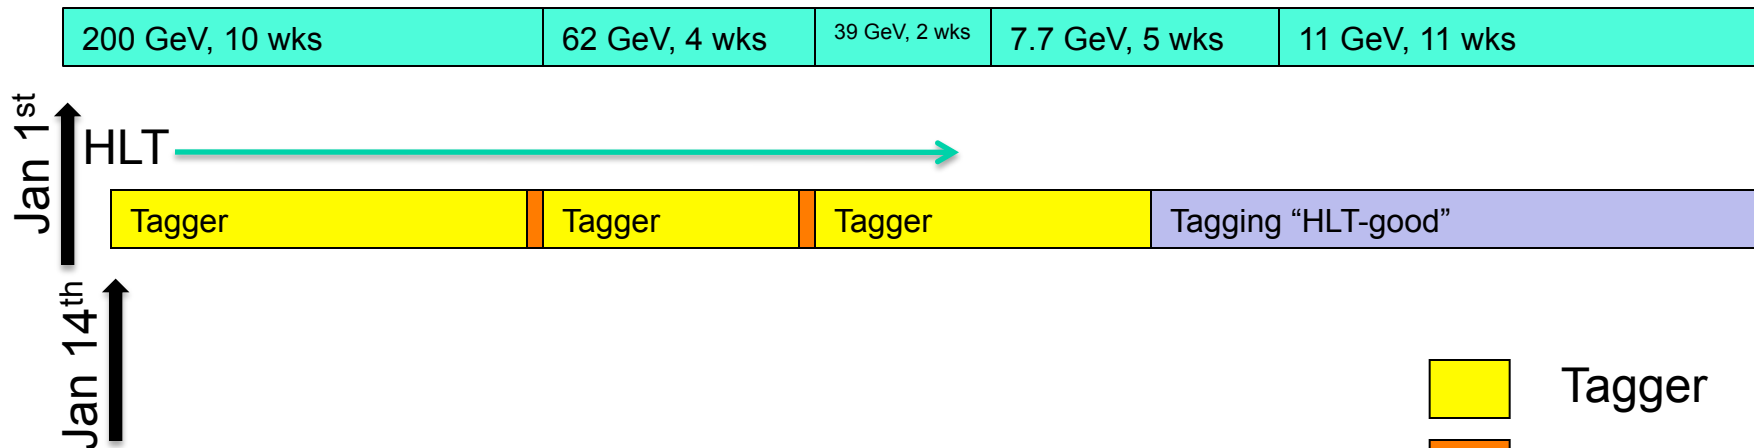 200 GeV, 10 wks
62 GeV, 4 wks
39 GeV, 2 wks
7.7 GeV, 5 wks
11 GeV, 11 wks
Jan 1st
HLT
Tagger
Tagger
Tagger
Tagging “HLT-good”
Jan 14th
Tagger